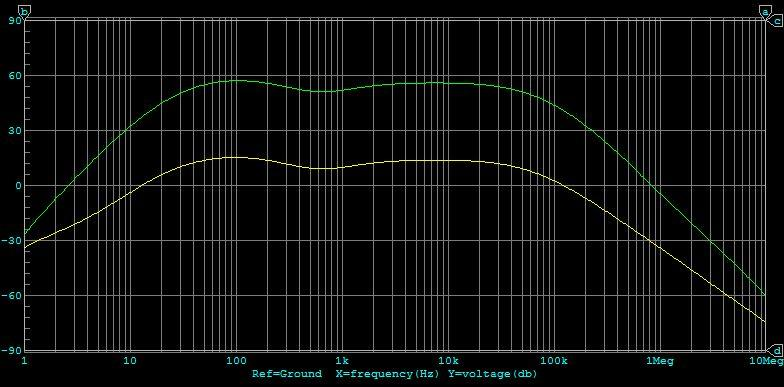 b a
90 c
60
30
0
-30
-60
-90 d
1 10 100 1k 10k 100k 1Meg 10Meg
Ref=Ground X=frequency(Hz) Y=voltage(db)